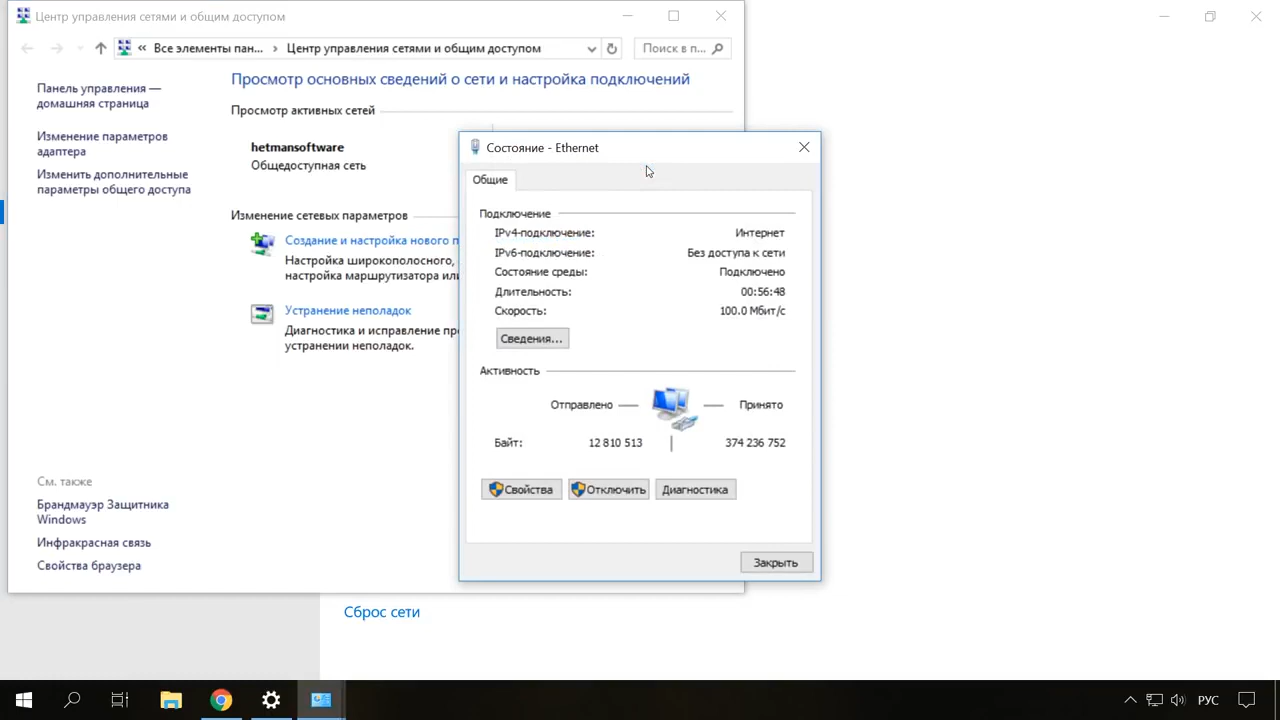 Центр управления сетями и общим доступом
« Все элементы пан... › Центр управления сетями и общим доступом
Поиск в п...
Панель управления —
домашняя страница
Изменение параметров
адаптера
Изменить дополнительные
параметры общего доступа
Просмотр основных сведений о сети и настройка подключений
Просмотр активных сетей
hetmansoftware
Общедоступная сеть
Изменение сетевых параметров
Создание и настройка нового п
Настройка широкополосного,
настройка маршрутизатора или
Устранение неполадок
Диагностика и исправление пр
устранении неполадок.
См. также
Брандмауэр Защитника
Windows
Инфракрасная связь
Свойства браузера
Состояние - Ethernet
Общие
Подключение
IPv4-подключение: Интернет
IPv6-подключение: Без доступа к сети
Состояние среды: Подключено
Длительность: 00:56:48
Скорость: 100.0 Мбит/с
Сведения...
Активность
Отправлено — — Принято
Байт: 12 810 513 | 374 236 752
Свойства Отключить Диагностика
Закрыть
Сброс сети
РУС